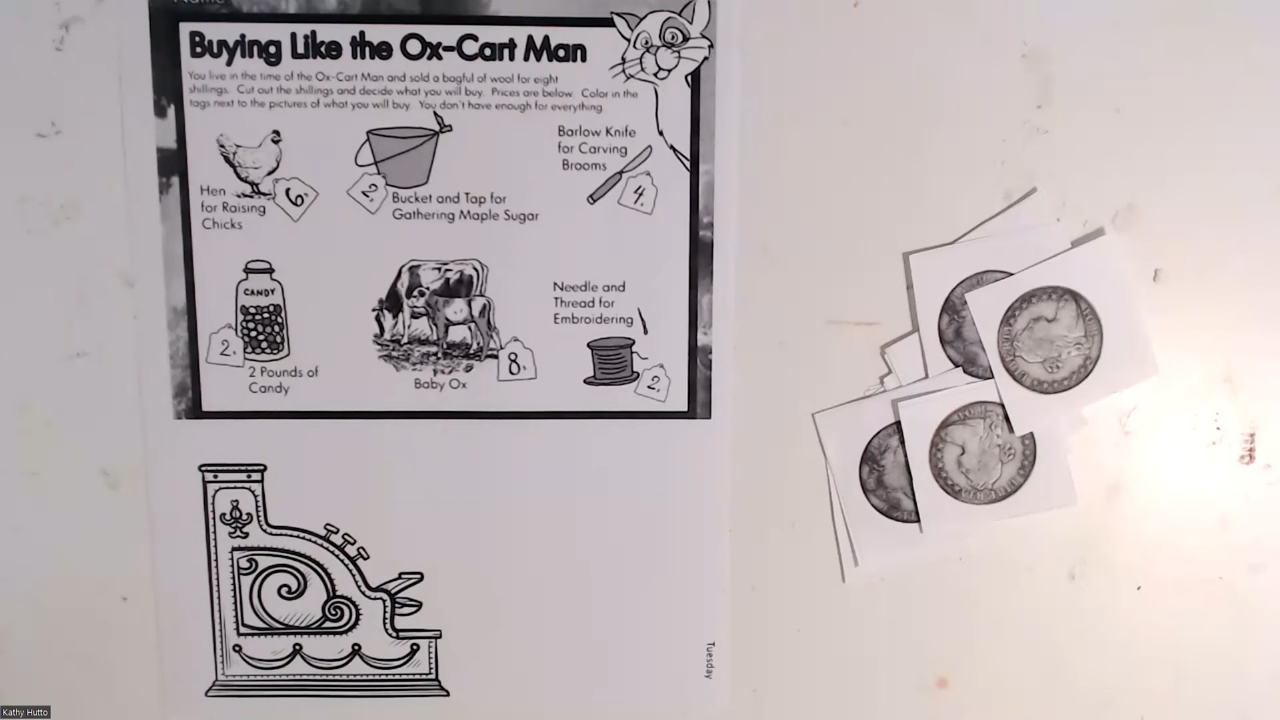 Name
Buying Like the Ox-Cart Man
You live in the time of the Ox-Cart Man and sold a bagful of wool for eight
shillings. Cut out the shillings and decide what you will buy. Prices are below. Color in the
tags next to the pictures of what you will buy. You don't have enough for everything.
Hen
for Raising
Chicks
6.
2.
Bucket and Tap for
Gathering Maple Sugar
Barlow Knife
for Carving
Brooms
4.
CANDY
2.
2 Pounds of
Candy
8.
Baby Ox
Needle and
Thread for
Embroidering
2.
Tuesday
Kathy Hutto